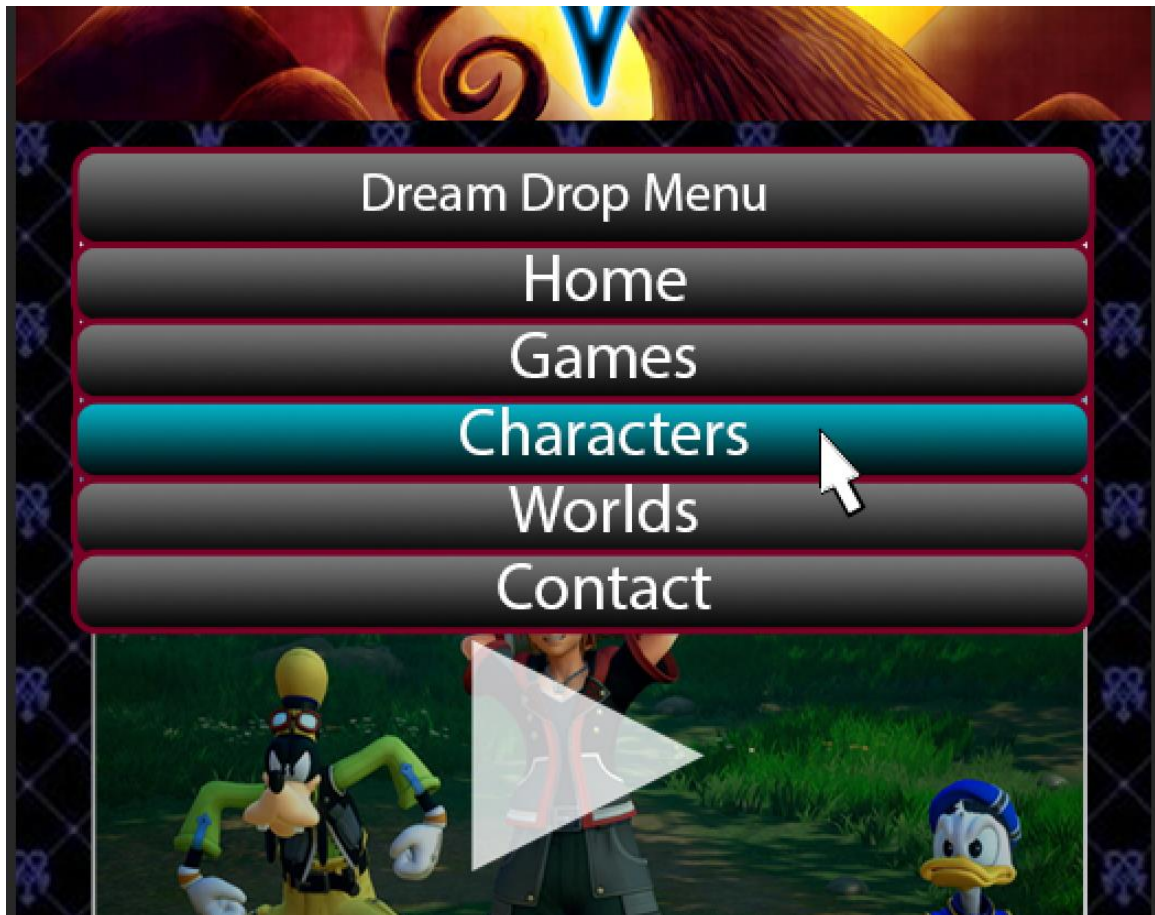 Dream Drop Menu
Home
Games
Characters
Worlds
Contact